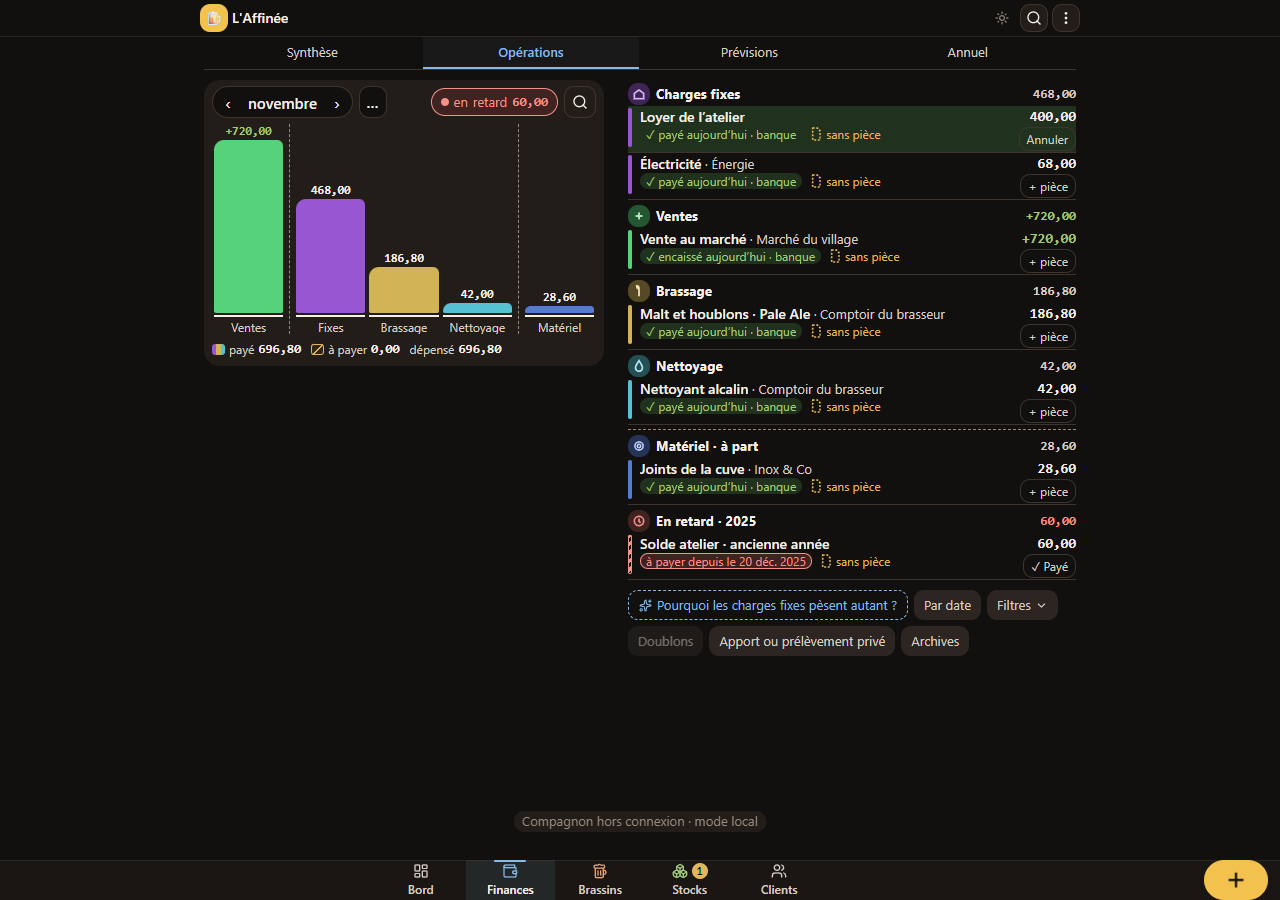 L'Affinée
Synthèse
Opérations
Prévisions
Annuel
‹ novembre ›
...
en retard 60,00
+720,00
468,00
186,80
42,00
28,60
Ventes
Fixes
Brassage
Nettoyage
Matériel
payé 696,80 à payer 0,00 dépensé 696,80
Charges fixes 468,00
Loyer de l’atelier 400,00
✓ payé aujourd’hui · banque sans pièce Annuler
Électricité · Énergie 68,00
✓ payé aujourd’hui · banque sans pièce + pièce
Ventes +720,00
Vente au marché · Marché du village +720,00
✓ encaissé aujourd’hui · banque sans pièce + pièce
Brassage 186,80
Malt et houblons · Pale Ale · Comptoir du brasseur 186,80
✓ payé aujourd’hui · banque sans pièce + pièce
Nettoyage 42,00
Nettoyant alcalin · Comptoir du brasseur 42,00
✓ payé aujourd’hui · banque sans pièce + pièce
Matériel · à part 28,60
Joints de la cuve · Inox & Co 28,60
✓ payé aujourd’hui · banque sans pièce + pièce
En retard · 2025 60,00
Solde atelier · ancienne année 60,00
à payer depuis le 20 déc. 2025 sans pièce ✓ Payé
Pourquoi les charges fixes pèsent autant ? Par date Filtres
Doublons Apport ou prélèvement privé Archives
Compagnon hors connexion · mode local
Bord
Finances
Brassins
1
Stocks
Clients
+